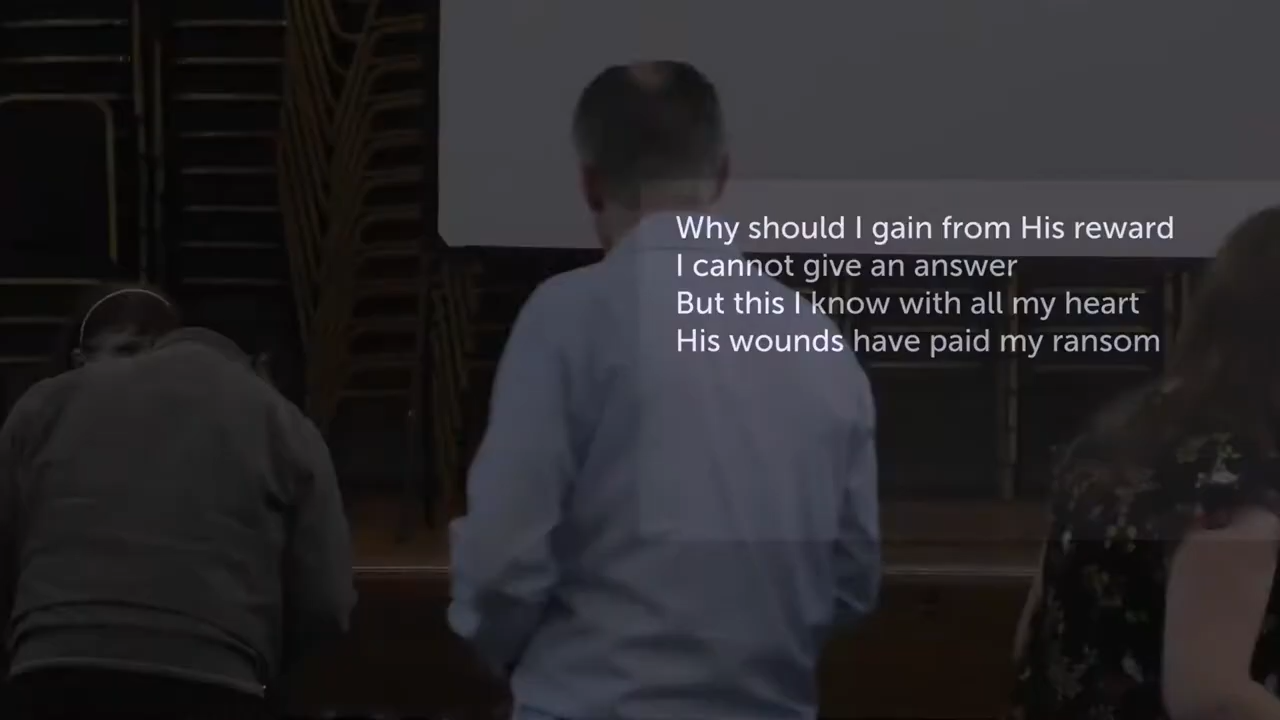 Why should I gain from His reward
I cannot give an answer
But this I know with all my heart
His wounds have paid my ransom